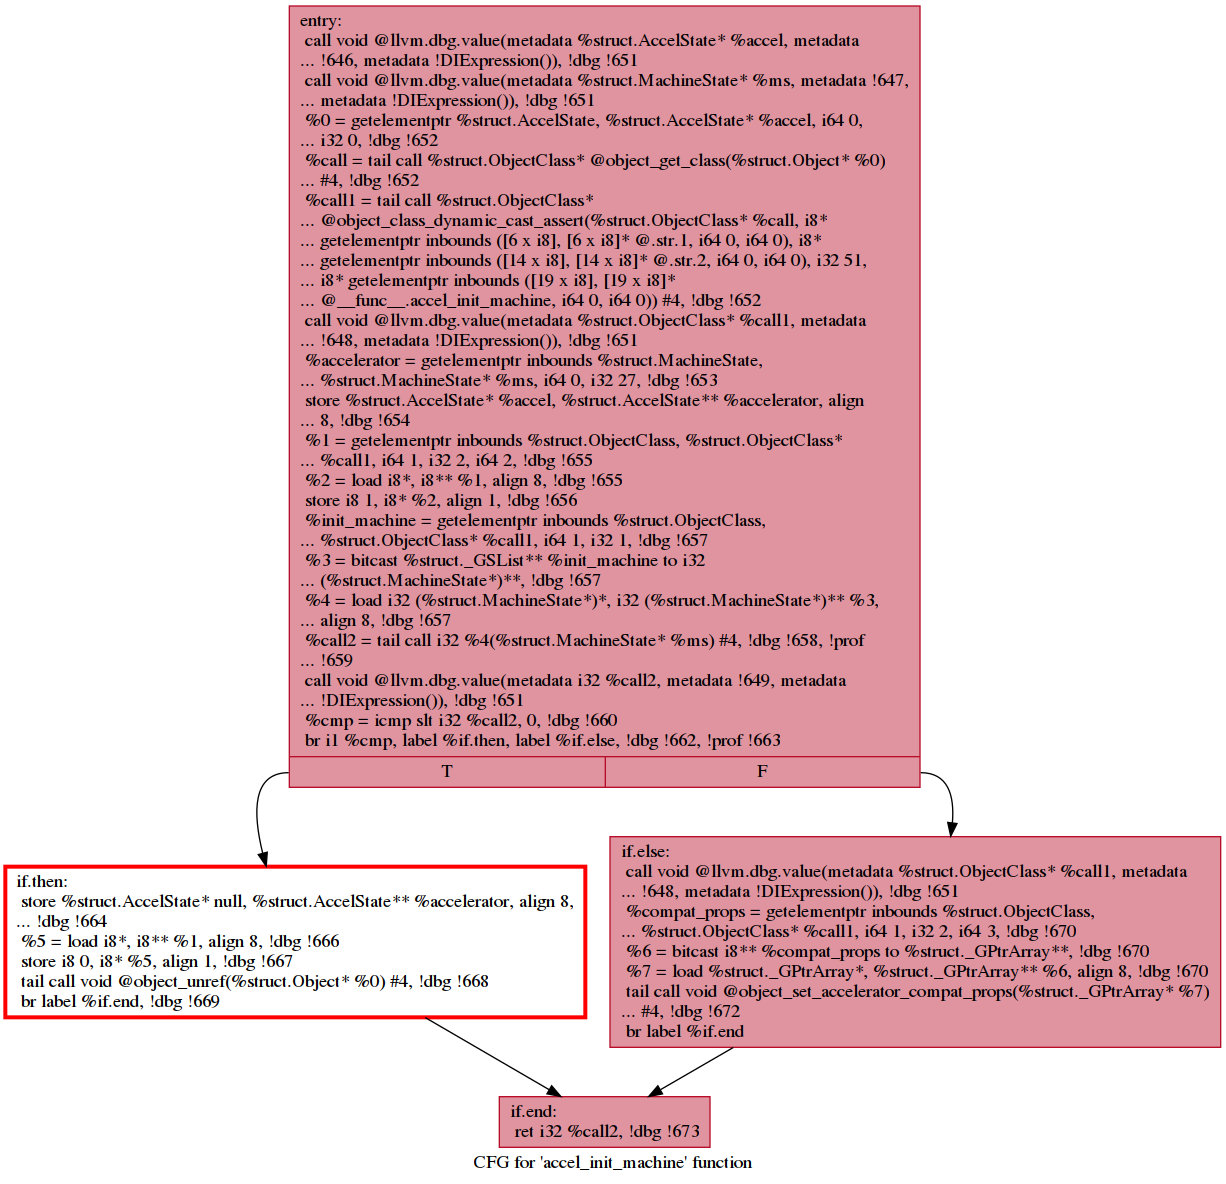 entry:
call void @llvm.dbg.value(metadata %struct.AccelState* %accel, metadata
... !646, metadata !DIExpression()), !dbg !651
call void @llvm.dbg.value(metadata %struct.MachineState* %ms, metadata !647,
... metadata !DIExpression()), !dbg !651
%0 = getelementptr %struct.AccelState, %struct.AccelState* %accel, i64 0,
... i32 0, !dbg !652
%call = tail call %struct.ObjectClass* @object_get_class(%struct.Object* %0)
... #4, !dbg !652
%call1 = tail call %struct.ObjectClass*
... @object_class_dynamic_cast_assert(%struct.ObjectClass* %call, i8*
... getelementptr inbounds ([6 x i8], [6 x i8]* @.str.1, i64 0, i64 0), i8*
... getelementptr inbounds ([14 x i8], [14 x i8]* @.str.2, i64 0, i64 0), i32 51,
... i8* getelementptr inbounds ([19 x i8], [19 x i8]*
... @__func__.accel_init_machine, i64 0, i64 0)) #4, !dbg !652
call void @llvm.dbg.value(metadata %struct.ObjectClass* %call1, metadata
... !648, metadata !DIExpression()), !dbg !651
%accelerator = getelementptr inbounds %struct.MachineState,
... %struct.MachineState* %ms, i64 0, i32 27, !dbg !653
store %struct.AccelState* %accel, %struct.AccelState** %accelerator, align
... 8, !dbg !654
%1 = getelementptr inbounds %struct.ObjectClass, %struct.ObjectClass*
... %call1, i64 1, i32 2, i64 2, !dbg !655
%2 = load i8*, i8** %1, align 8, !dbg !655
store i8 1, i8* %2, align 1, !dbg !656
%init_machine = getelementptr inbounds %struct.ObjectClass,
... %struct.ObjectClass* %call1, i64 1, i32 1, !dbg !657
%3 = bitcast %struct._GSList** %init_machine to i32
... (%struct.MachineState*)**, !dbg !657
%4 = load i32 (%struct.MachineState*)*, i32 (%struct.MachineState*)** %3,
... align 8, !dbg !657
%call2 = tail call i32 %4(%struct.MachineState* %ms) #4, !dbg !658, !prof
... !659
call void @llvm.dbg.value(metadata i32 %call2, metadata !649, metadata
... !DIExpression()), !dbg !651
%cmp = icmp slt i32 %call2, 0, !dbg !660
br i1 %cmp, label %if.then, label %if.else, !dbg !662, !prof !663
T F
if.then:
store %struct.AccelState* null, %struct.AccelState** %accelerator, align 8,
... !dbg !664
%5 = load i8*, i8** %1, align 8, !dbg !666
store i8 0, i8* %5, align 1, !dbg !667
tail call void @object_unref(%struct.Object* %0) #4, !dbg !668
br label %if.end, !dbg !669
if.else:
call void @llvm.dbg.value(metadata %struct.ObjectClass* %call1, metadata
... !648, metadata !DIExpression()), !dbg !651
%compat_props = getelementptr inbounds %struct.ObjectClass,
... %struct.ObjectClass* %call1, i64 1, i32 2, i64 3, !dbg !670
%6 = bitcast i8** %compat_props to %struct._GPtrArray**, !dbg !670
%7 = load %struct._GPtrArray*, %struct._GPtrArray** %6, align 8, !dbg !670
tail call void @object_set_accelerator_compat_props(%struct._GPtrArray* %7)
... #4, !dbg !672
br label %if.end
if.end:
ret i32 %call2, !dbg !673
CFG for 'accel_init_machine' function